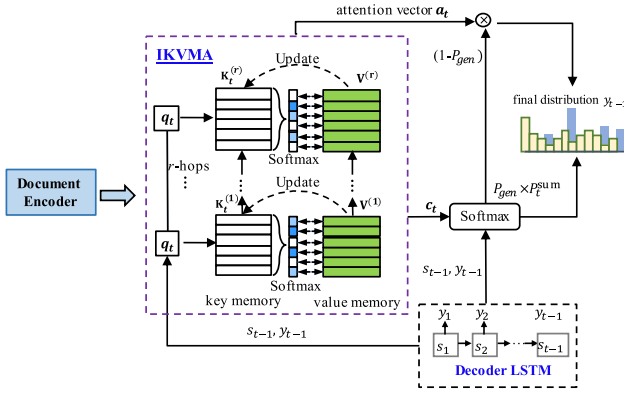 attention vector a_t
⊗
IKVMA
Update
(1-P_gen)
K_t^(r)
V^(r)
final distribution y_t-
q_t
Softmax
r-hops
⋮
Document
Encoder
Update
K_t^(1)
V^(1)
P_gen×P_t^sum
c_t
Softmax
q_t
Softmax
s_t−1, y_t−1
key memory
value memory
y_1 y_2 y_t−1
s_t−1, y_t−1
s_1 s_2 ⋯ s_t−1
Decoder LSTM